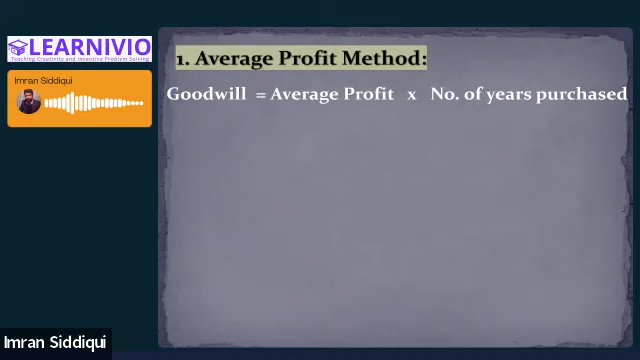 LEARNIVIO
Teaching Creativity and Inventive Problem Solving
Imran Siddiqui
1. Average Profit Method:
Goodwill = Average Profit x No. of years purchased
Imran Siddiqui